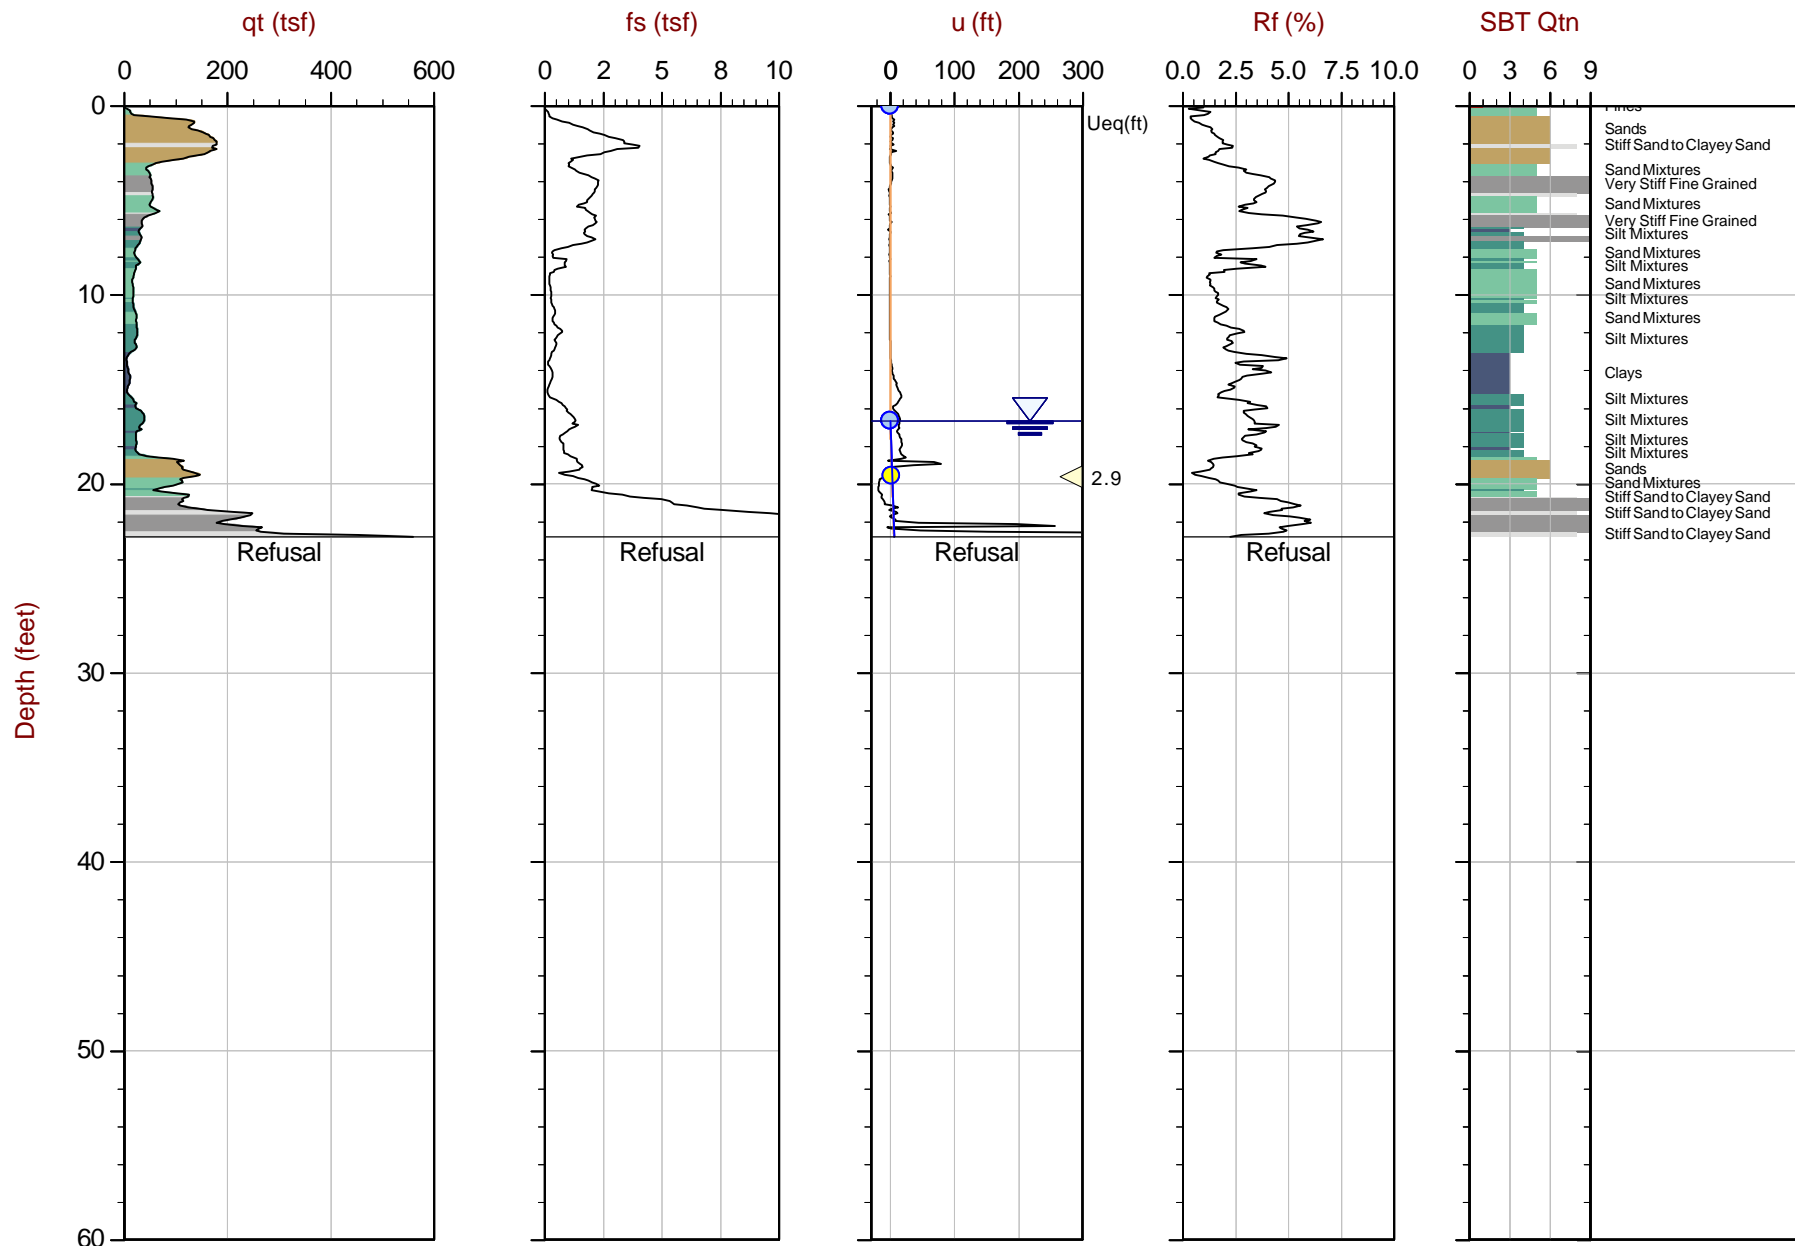 qt (tsf) fs (tsf) u (ft) Rf (%) SBT Qtn
0 200 400 600 0 2 5 8 10 0 100 200 300 0.0 2.5 5.0 7.5 10.0 0 3 6 9
0
Ueq(ft)
Sands
Stiff Sand to Clayey Sand
Sand Mixtures
Very Stiff Fine Grained
Sand Mixtures
Very Stiff Fine Grained
Silt Mixtures
Sand Mixtures
Silt Mixtures
Sand Mixtures
10
Silt Mixtures
Sand Mixtures
Silt Mixtures
Clays
Silt Mixtures
Silt Mixtures
Silt Mixtures
Silt Mixtures
Sands
2.9
20
Sand Mixtures
Stiff Sand to Clayey Sand
Stiff Sand to Clayey Sand
Stiff Sand to Clayey Sand
Refusal Refusal Refusal Refusal
30
Depth (feet)
40
50
60